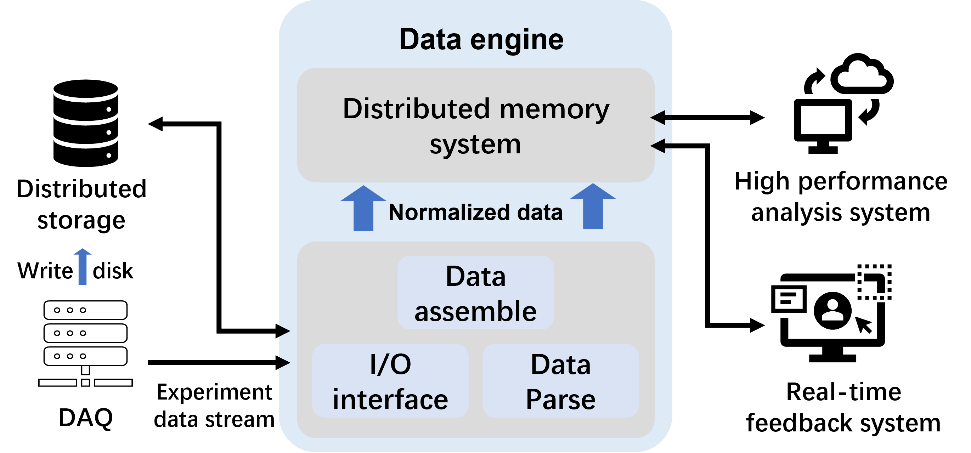 Data engine
Distributed memory
system
Normalized data
Data
assemble
I/O
interface
Data
Parse
Distributed
storage
Write disk
DAQ
Experiment
data stream
High performance
analysis system
Real-time
feedback system